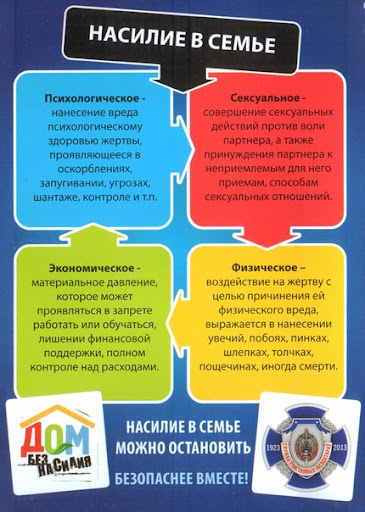 НАСИЛИЕ В СЕМЬЕ
Психологическое -
нанесение вреда
психологическому
здоровью жертвы,
проявляющееся в
оскорблениях,
запугивании, угрозах,
шантаже, контроле и т.п.
Сексуальное -
совершение сексуальных
действий против воли
партнера, а также
принуждения партнера к
неприемлемым для него
приемам, способам
сексуальных отношений.
Экономическое -
материальное давление,
которое может
проявляться в запрете
работать или обучаться,
лишении финансовой
поддержки, полном
контроле над расходами.
Физическое –
воздействие на жертву с
целью причинения ей
физического вреда,
выражается в нанесении
увечий, побоях, пинках,
шлепках, толчках,
пощечинах, иногда смерти.
ДОМ
БЕЗ
НАСИЛИЯ
НАСИЛИЕ В СЕМЬЕ
МОЖНО ОСТАНОВИТЬ
БЕЗОПАСНЕЕ ВМЕСТЕ!
1923
2013